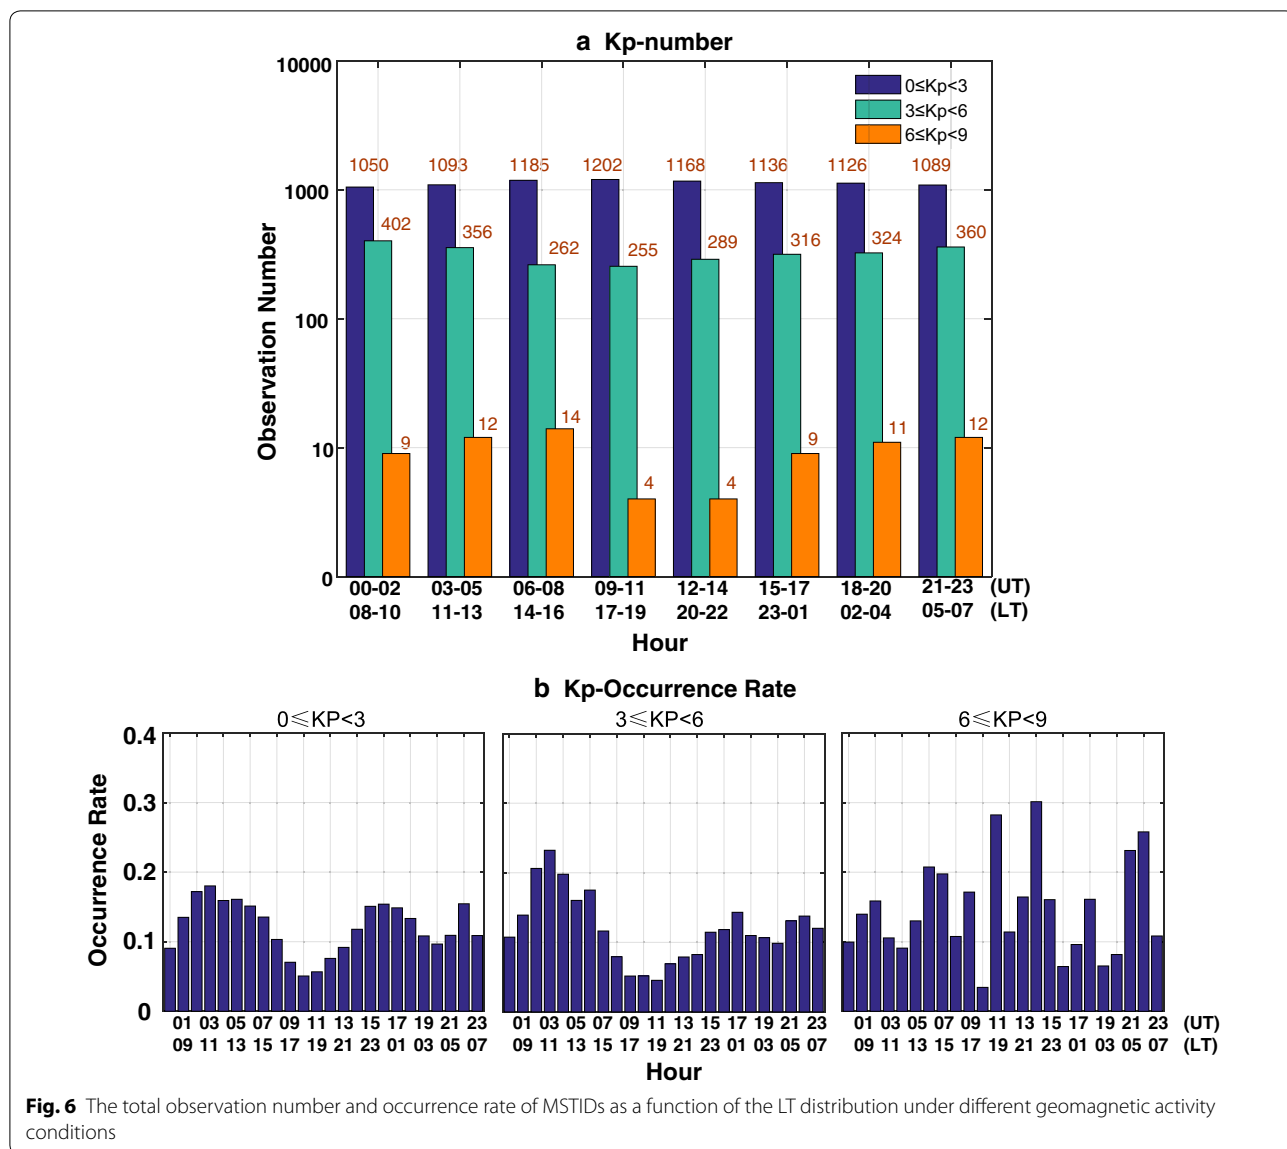 a Kp-number
10000
1000
100
10
0
Observation Number
0≤Kp<3
3≤Kp<6
6≤Kp<9
1050 1093 1185 1202 1168 1136 1126 1089
402 356 262 255 289 316 324 360
9 12 14 4 4 9 11 12
00-02 03-05 06-08 09-11 12-14 15-17 18-20 21-23 (UT)
08-10 11-13 14-16 17-19 20-22 23-01 02-04 05-07 (LT)
Hour
b Kp-Occurrence Rate
0≤KP<3 3≤KP<6 6≤KP<9
0.4
0.3
0.2
0.1
0
Occurrence Rate
01 03 05 07 09 11 13 15 17 19 21 23 01 03 05 07 09 11 13 15 17 19 21 23 01 03 05 07 09 11 13 15 17 19 21 23 (UT)
09 11 13 15 17 19 21 23 01 03 05 07 09 11 13 15 17 19 21 23 01 03 05 07 09 11 13 15 17 19 21 23 01 03 05 07 (LT)
Hour
Fig. 6 The total observation number and occurrence rate of MSTIDs as a function of the LT distribution under different geomagnetic activity
conditions